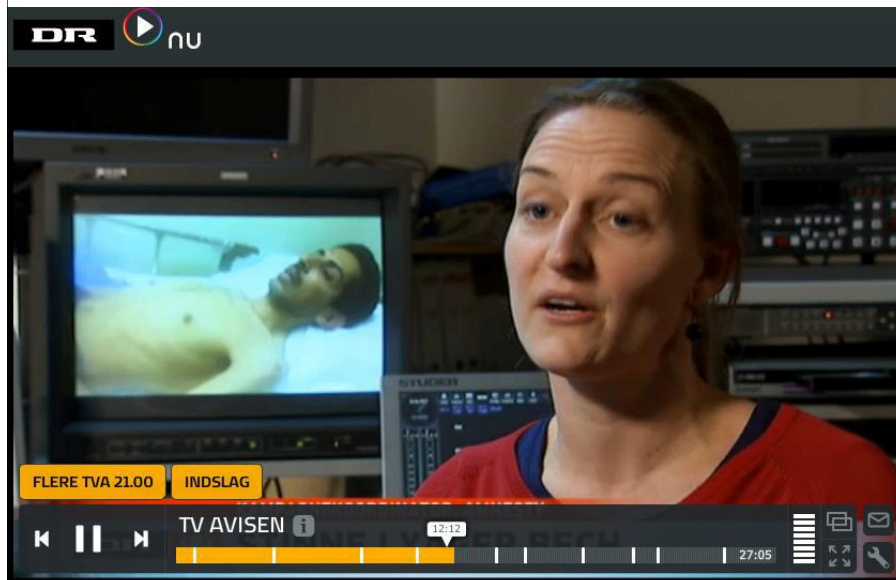 DR nu
STUDER
FLERE TVA 21.00 INDSLAG
TV AVISEN i
12:12
27:05